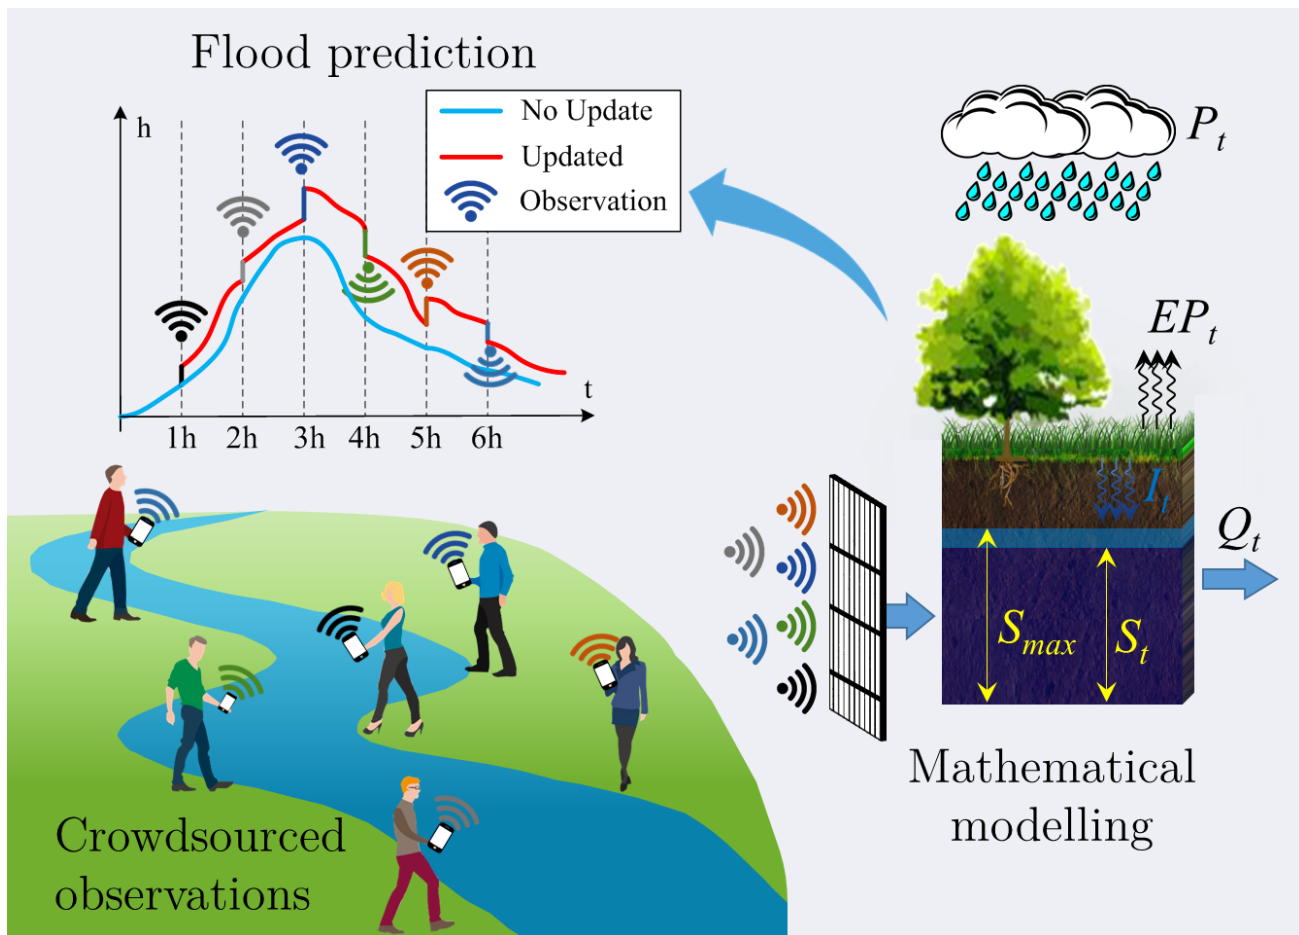 Flood prediction
h
No Update
Updated
Observation
t
1h 2h 3h 4h 5h 6h
P_t
EP_t
I_t
Q_t
S_max
S_t
Mathematical
modelling
Crowdsourced
observations